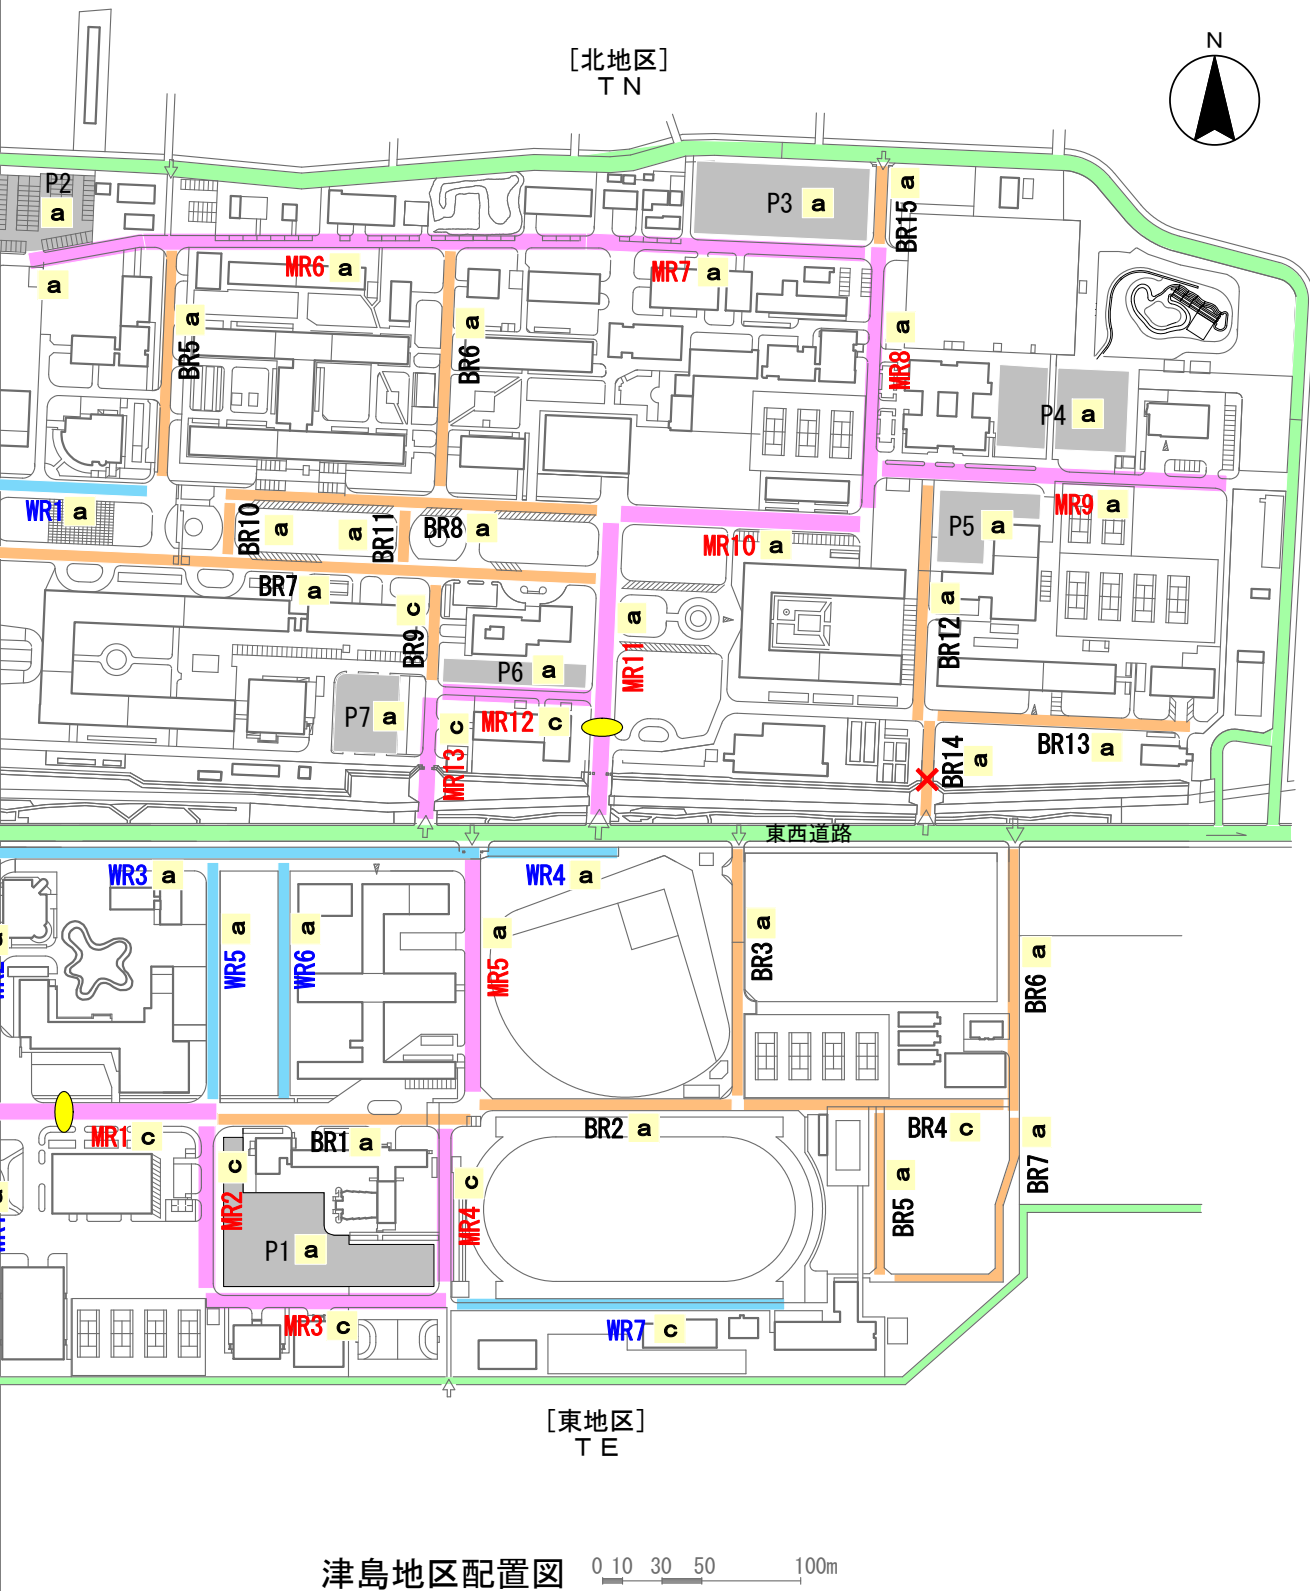 [北地区]
TN
N
P2
a
P3 a
a
BR15
MR6 a
MR7 a
a
a
BR5
a
BR6
a
MR8
P4 a
WR1 a
BR10
a
a
BR11
BR8 a
MR10 a
P5 a
MR9 a
BR7 a
c
BR9
a
MR11
a
BR12
P6 a
P7 a
c
MR13
MR12 c
BR14
a
BR13 a
東西道路
WR3 a
WR4 a
a
WR5
a
WR6
a
MR5
a
BR3
a
BR6
MR1 c
c
MR2
BR1 a
c
MR4
BR2 a
BR4 c
a
BR5
a
BR7
P1 a
MR3 c
WR7 c
[東地区]
TE
津島地区配置図
0 10 30 50 100m